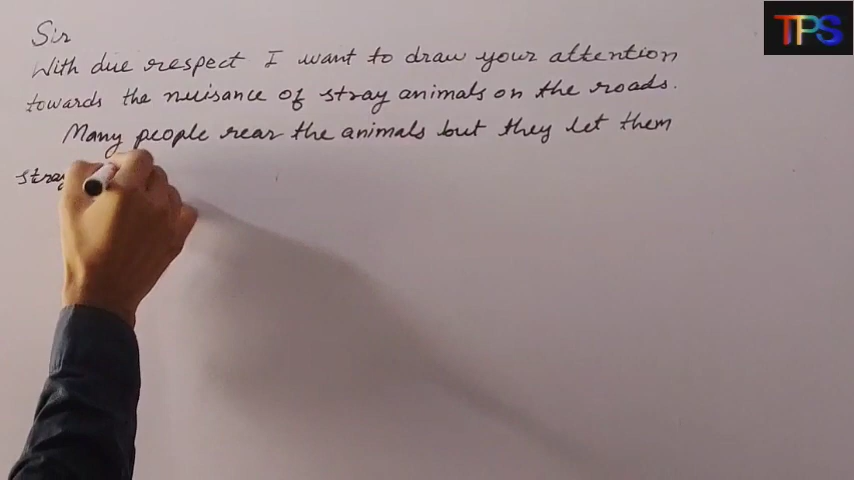 TPS
Sir
With due respect I want to draw your attention
towards the nuisance of stray animals on the roads.
Many people rear the animals but they let them
stray